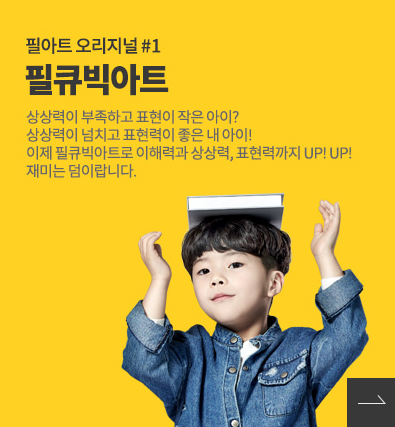 필아트 오리지널 #1
필큐빅아트
상상력이 부족하고 표현이 작은 아이?
상상력이 넘치고 표현력이 좋은 내 아이!
이제 필큐빅아트로 이해력과 상상력, 표현력까지 UP! UP!
재미는 덤이랍니다.